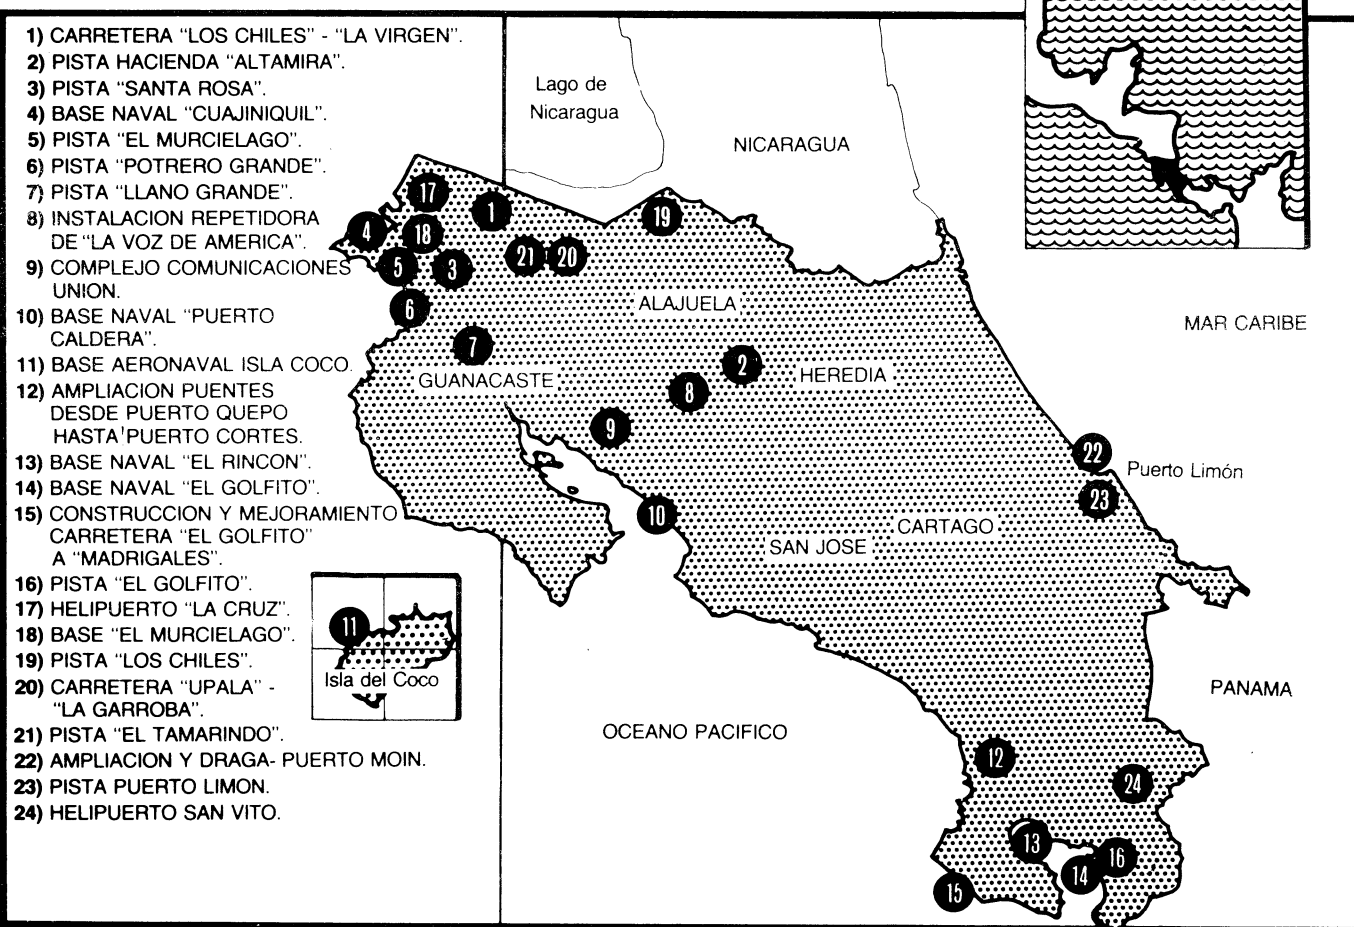 1) CARRETERA "LOS CHILES" - "LA VIRGEN".
2) PISTA HACIENDA "ALTAMIRA".
3) PISTA "SANTA ROSA".
4) BASE NAVAL "CUAJINIQUIL".
5) PISTA "EL MURCIELAGO".
6) PISTA "POTRERO GRANDE".
7) PISTA "LLANO GRANDE".
8) INSTALACION REPETIDORA
DE "LA VOZ DE AMERICA".
9) COMPLEJO COMUNICACIONES
UNION.
10) BASE NAVAL "PUERTO
CALDERA".
11) BASE AERONAVAL ISLA COCO.
12) AMPLIACION PUENTES
DESDE PUERTO QUEPO
HASTA PUERTO CORTES.
13) BASE NAVAL "EL RINCON".
14) BASE NAVAL "EL GOLFITO".
15) CONSTRUCCION Y MEJORAMIENTO
CARRETERA "EL GOLFITO"
A "MADRIGALES".
16) PISTA "EL GOLFITO".
17) HELIPUERTO "LA CRUZ".
18) BASE "EL MURCIELAGO".
19) PISTA "LOS CHILES".
20) CARRETERA "UPALA" -
"LA GARROBA".
21) PISTA "EL TAMARINDO".
22) AMPLIACION Y DRAGA- PUERTO MOIN.
23) PISTA PUERTO LIMON.
24) HELIPUERTO SAN VITO.
Lago de
Nicaragua
NICARAGUA
17
1
19
4
18
21
20
5
3
6
ALAJUELA
MAR CARIBE
7
2
GUANACASTE
HEREDIA
8
9
22
Puerto Limón
23
10
CARTAGO
SAN JOSE
11
Isla del Coco
PANAMA
OCEANO PACIFICO
12
24
13
16
14
15